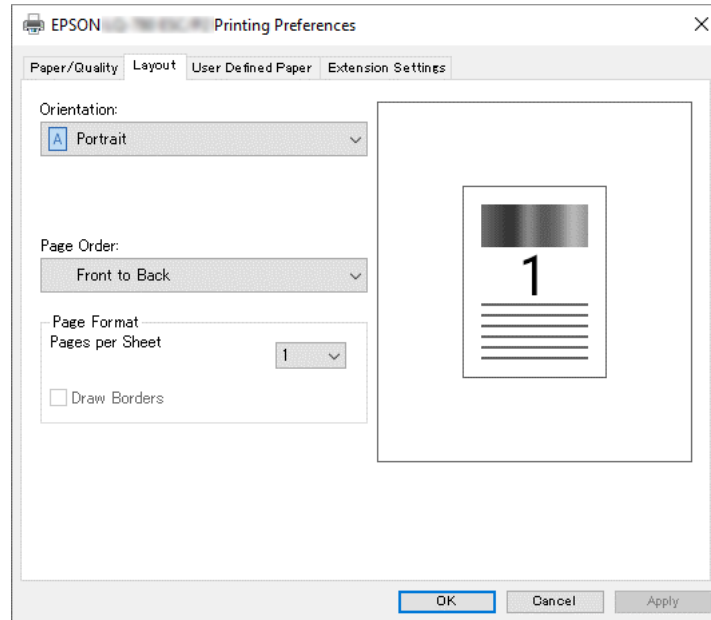 EPSON Printing Preferences
Paper/Quality Layout User Defined Paper Extension Settings
Orientation:
A Portrait
Page Order:
Front to Back
Page Format
Pages per Sheet
1
Draw Borders
1
OK Cancel Apply